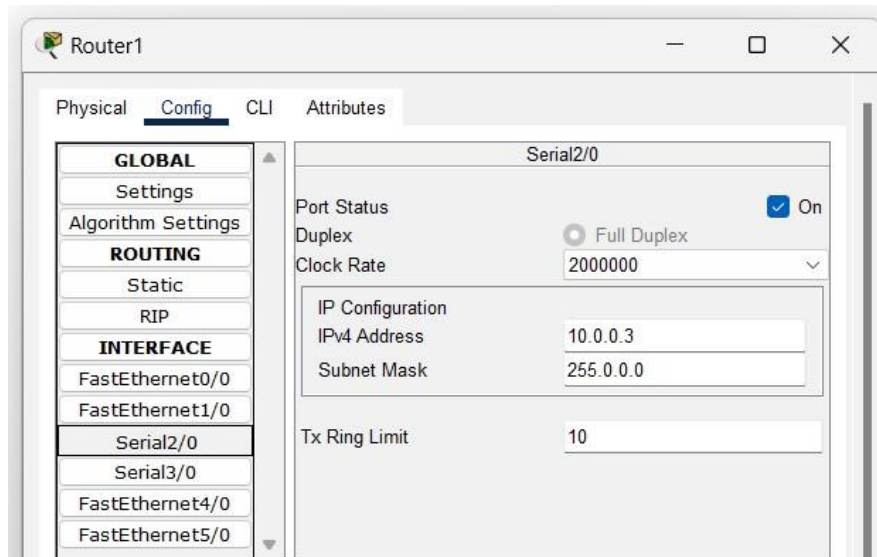 Router1
Physical Config CLI Attributes
GLOBAL
Settings
Algorithm Settings
ROUTING
Static
RIP
INTERFACE
FastEthernet0/0
FastEthernet1/0
Serial2/0
Serial3/0
FastEthernet4/0
FastEthernet5/0
Serial2/0
Port Status On
Duplex Full Duplex
Clock Rate 2000000
IP Configuration
IPv4 Address 10.0.0.3
Subnet Mask 255.0.0.0
Tx Ring Limit 10